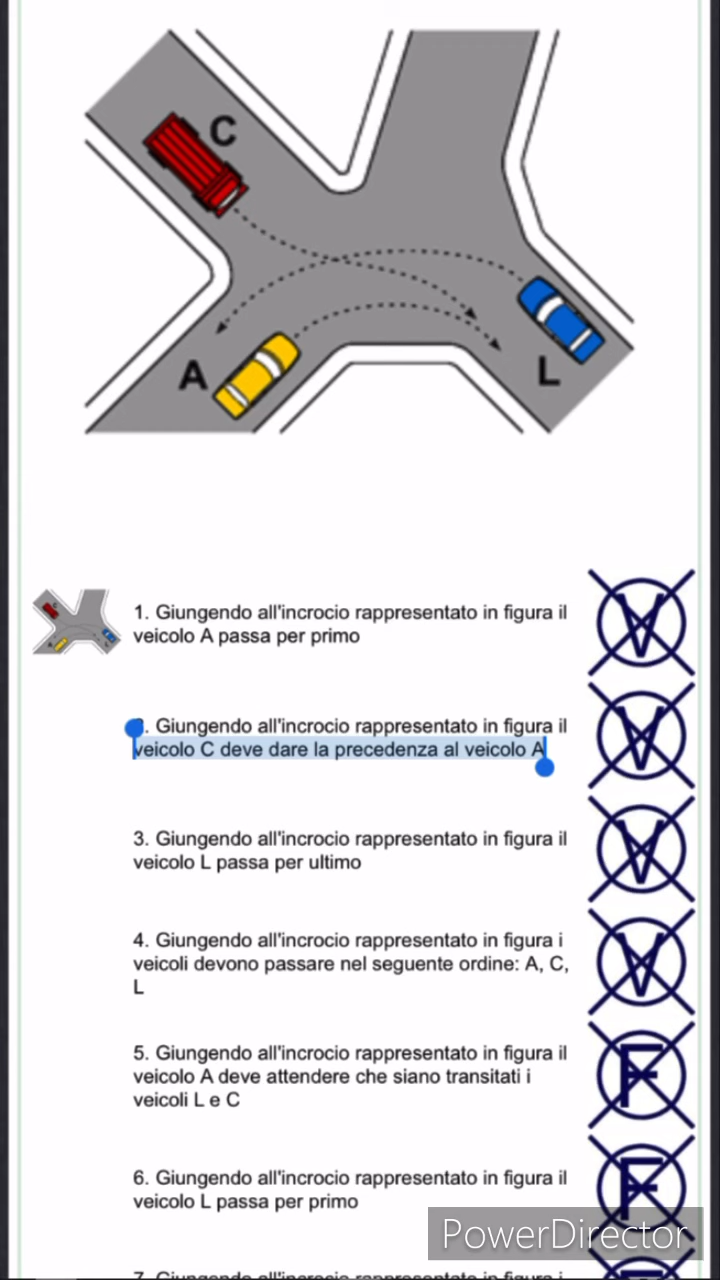 C
A
L
1. Giungendo all'incrocio rappresentato in figura il
veicolo A passa per primo
V
. Giungendo all'incrocio rappresentato in figura il
veicolo C deve dare la precedenza al veicolo A
V
3. Giungendo all'incrocio rappresentato in figura il
veicolo L passa per ultimo
V
4. Giungendo all'incrocio rappresentato in figura i
veicoli devono passare nel seguente ordine: A, C,
L
V
5. Giungendo all'incrocio rappresentato in figura il
veicolo A deve attendere che siano transitati i
veicoli L e C
F
6. Giungendo all'incrocio rappresentato in figura il
veicolo L passa per primo
F
PowerDirector